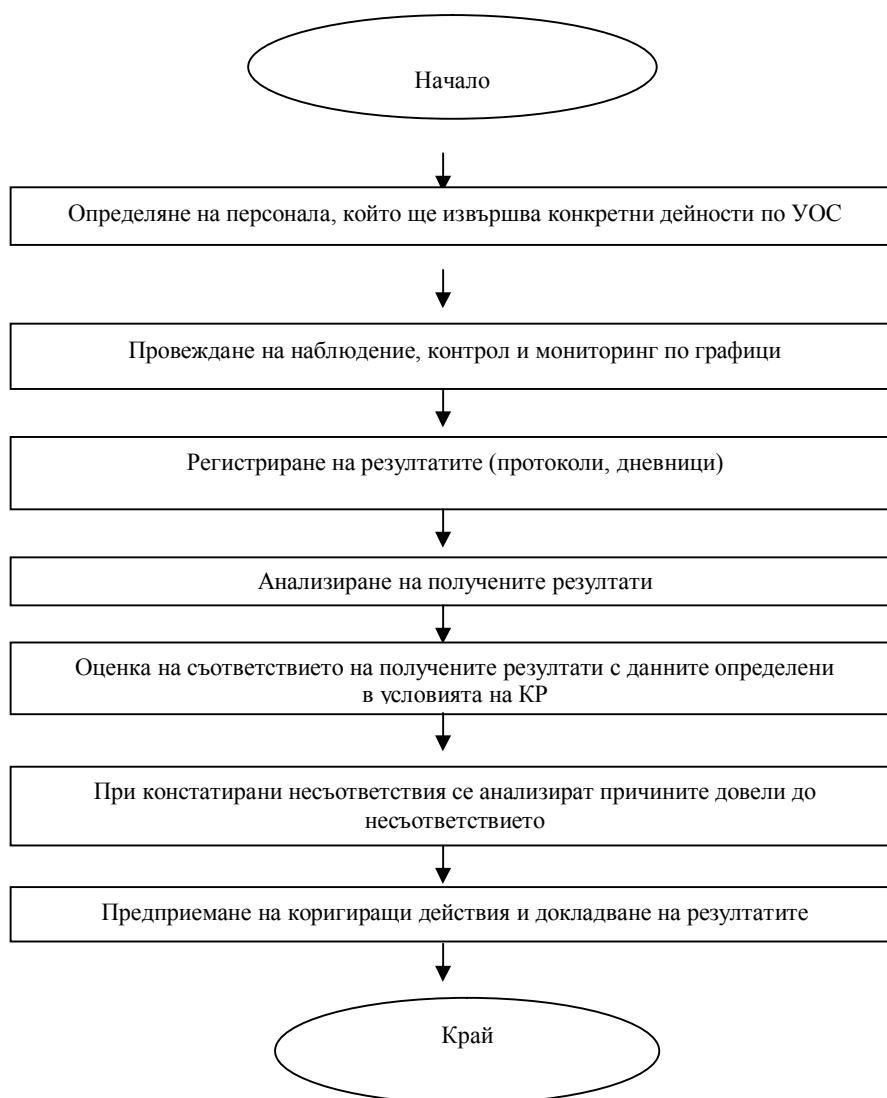 Начало
Определяне на персонала, който ще извършва конкретни дейности по УОС
Провеждане на наблюдение, контрол и мониторинг по графици
Регистриране на резултатите (протоколи, дневници)
Анализиране на получените резултати
Оценка на съответствието на получените резултати с данните определени
в условията на КР
При констатирани несъответствия се анализират причините довели до
несъответствието
Предприемане на коригиращи действия и докладване на резултатите
Край